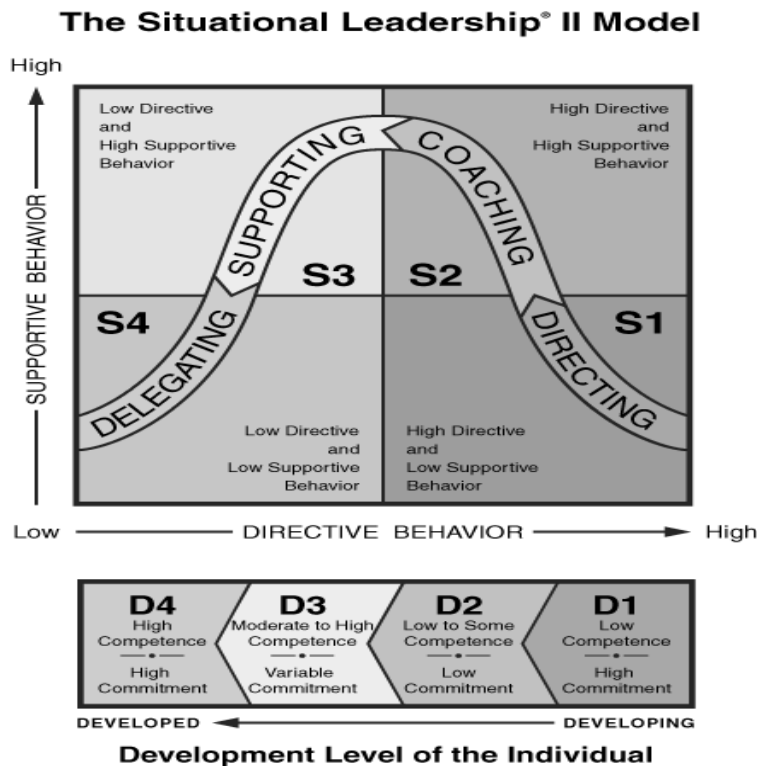 The Situational Leadership® II Model
High
Low Directive
and
High Supportive
Behavior
High Directive
and
High Supportive
Behavior
SUPPORTING
COACHING
SUPPORTIVE BEHAVIOR
S3
S2
S4
S1
DELEGATING
DIRECTING
Low Directive
and
Low Supportive
Behavior
High Directive
and
Low Supportive
Behavior
Low
DIRECTIVE BEHAVIOR
High
D4
High
Competence
High
Commitment
D3
Moderate to High
Competence
Variable
Commitment
D2
Low to Some
Competence
Low
Commitment
D1
Low
Competence
High
Commitment
DEVELOPED
DEVELOPING
Development Level of the Individual